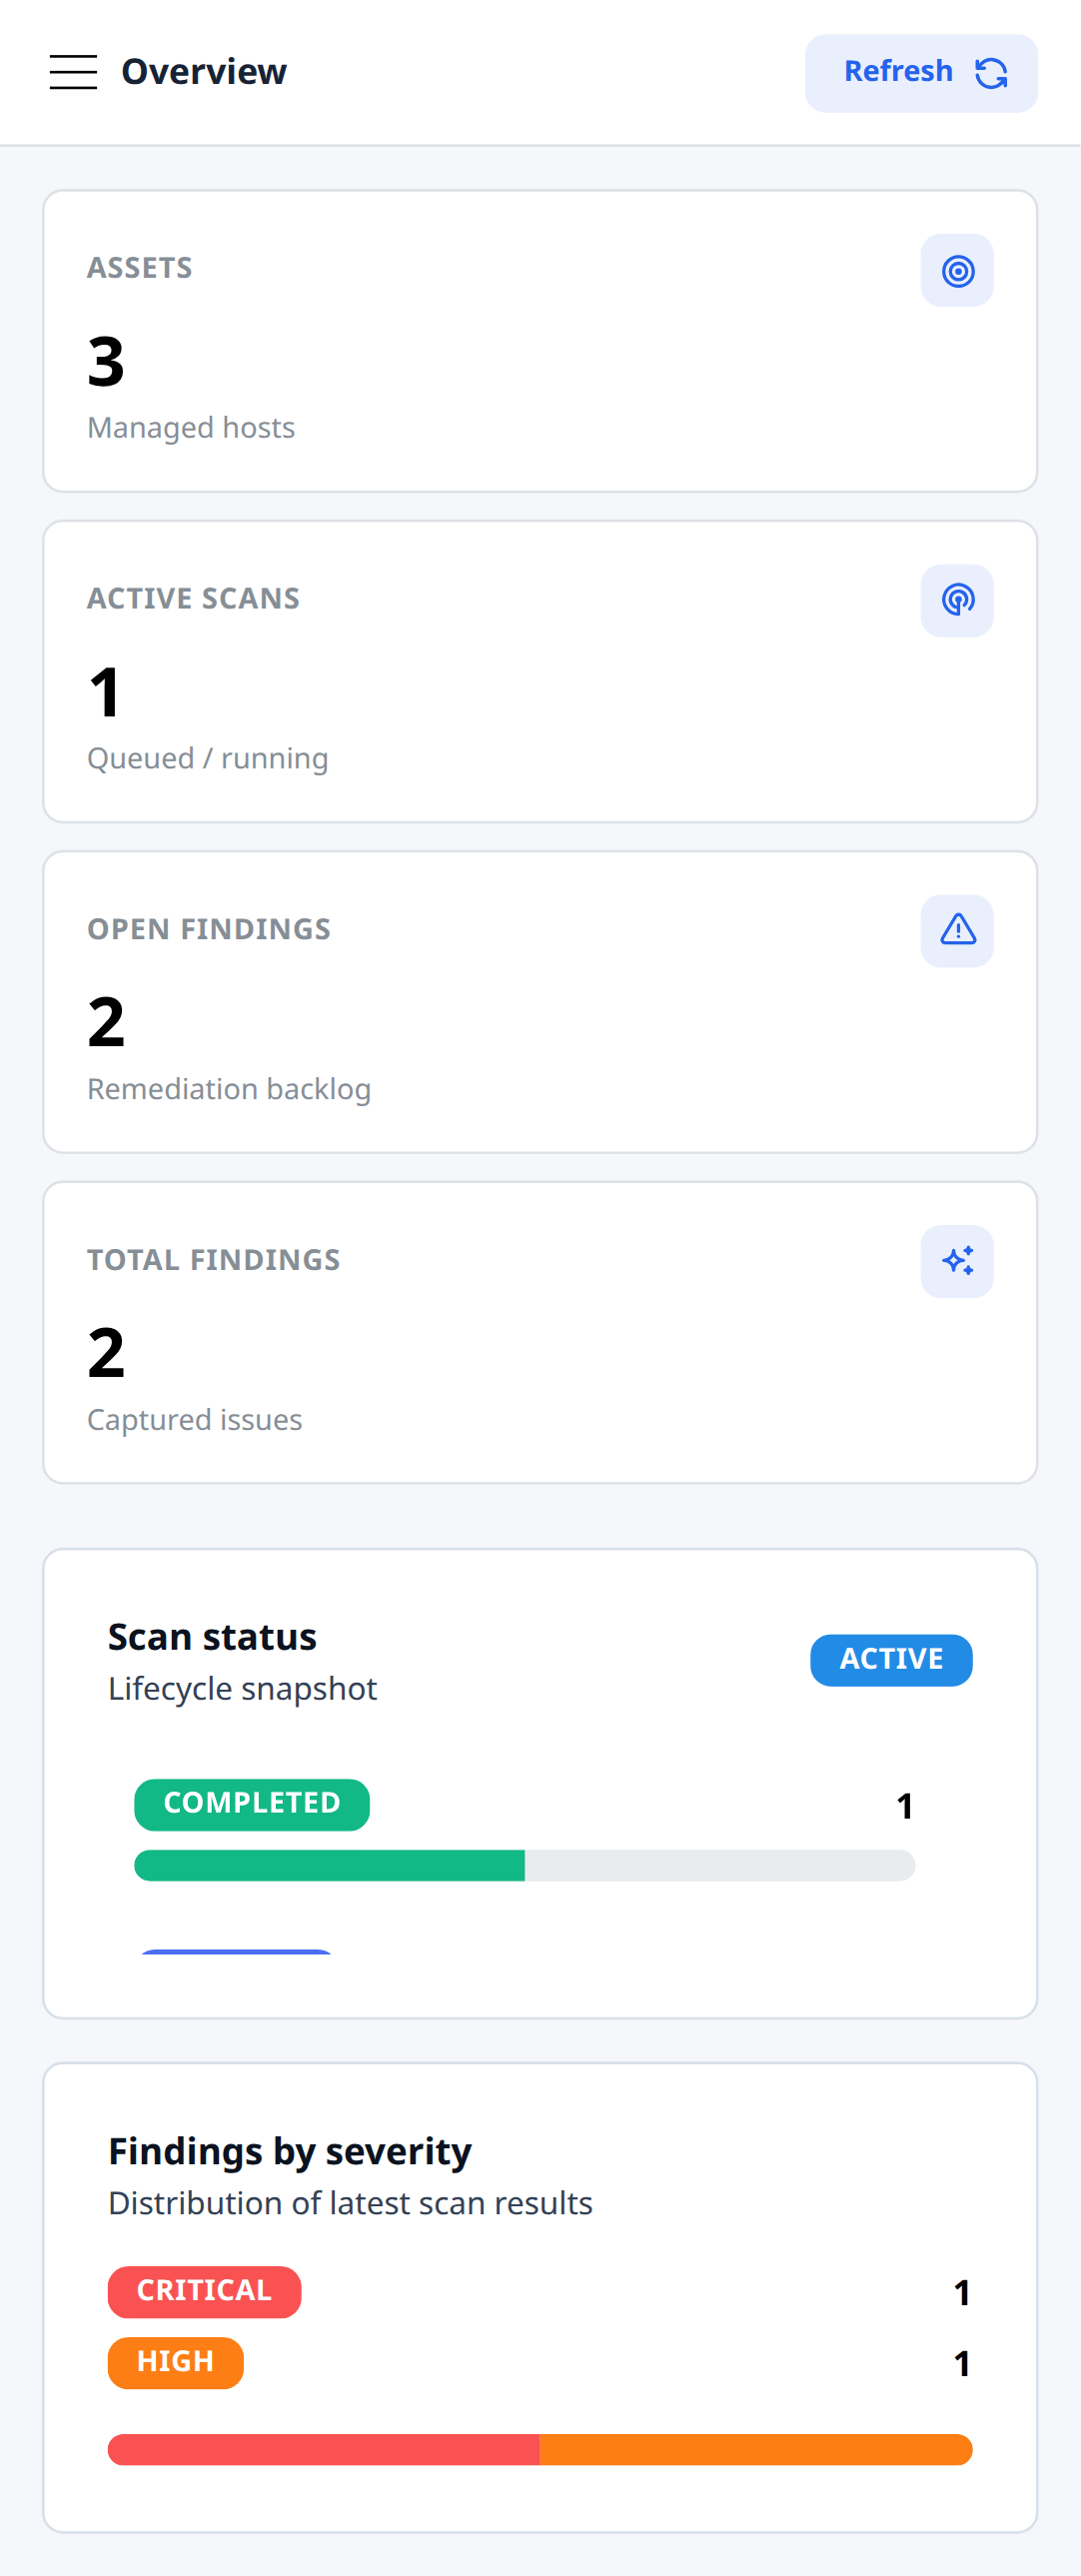 Overview
Refresh
ASSETS
3
Managed hosts
ACTIVE SCANS
1
Queued / running
OPEN FINDINGS
2
Remediation backlog
TOTAL FINDINGS
2
Captured issues
Scan status
Lifecycle snapshot
ACTIVE
COMPLETED 1
Findings by severity
Distribution of latest scan results
CRITICAL 1
HIGH 1